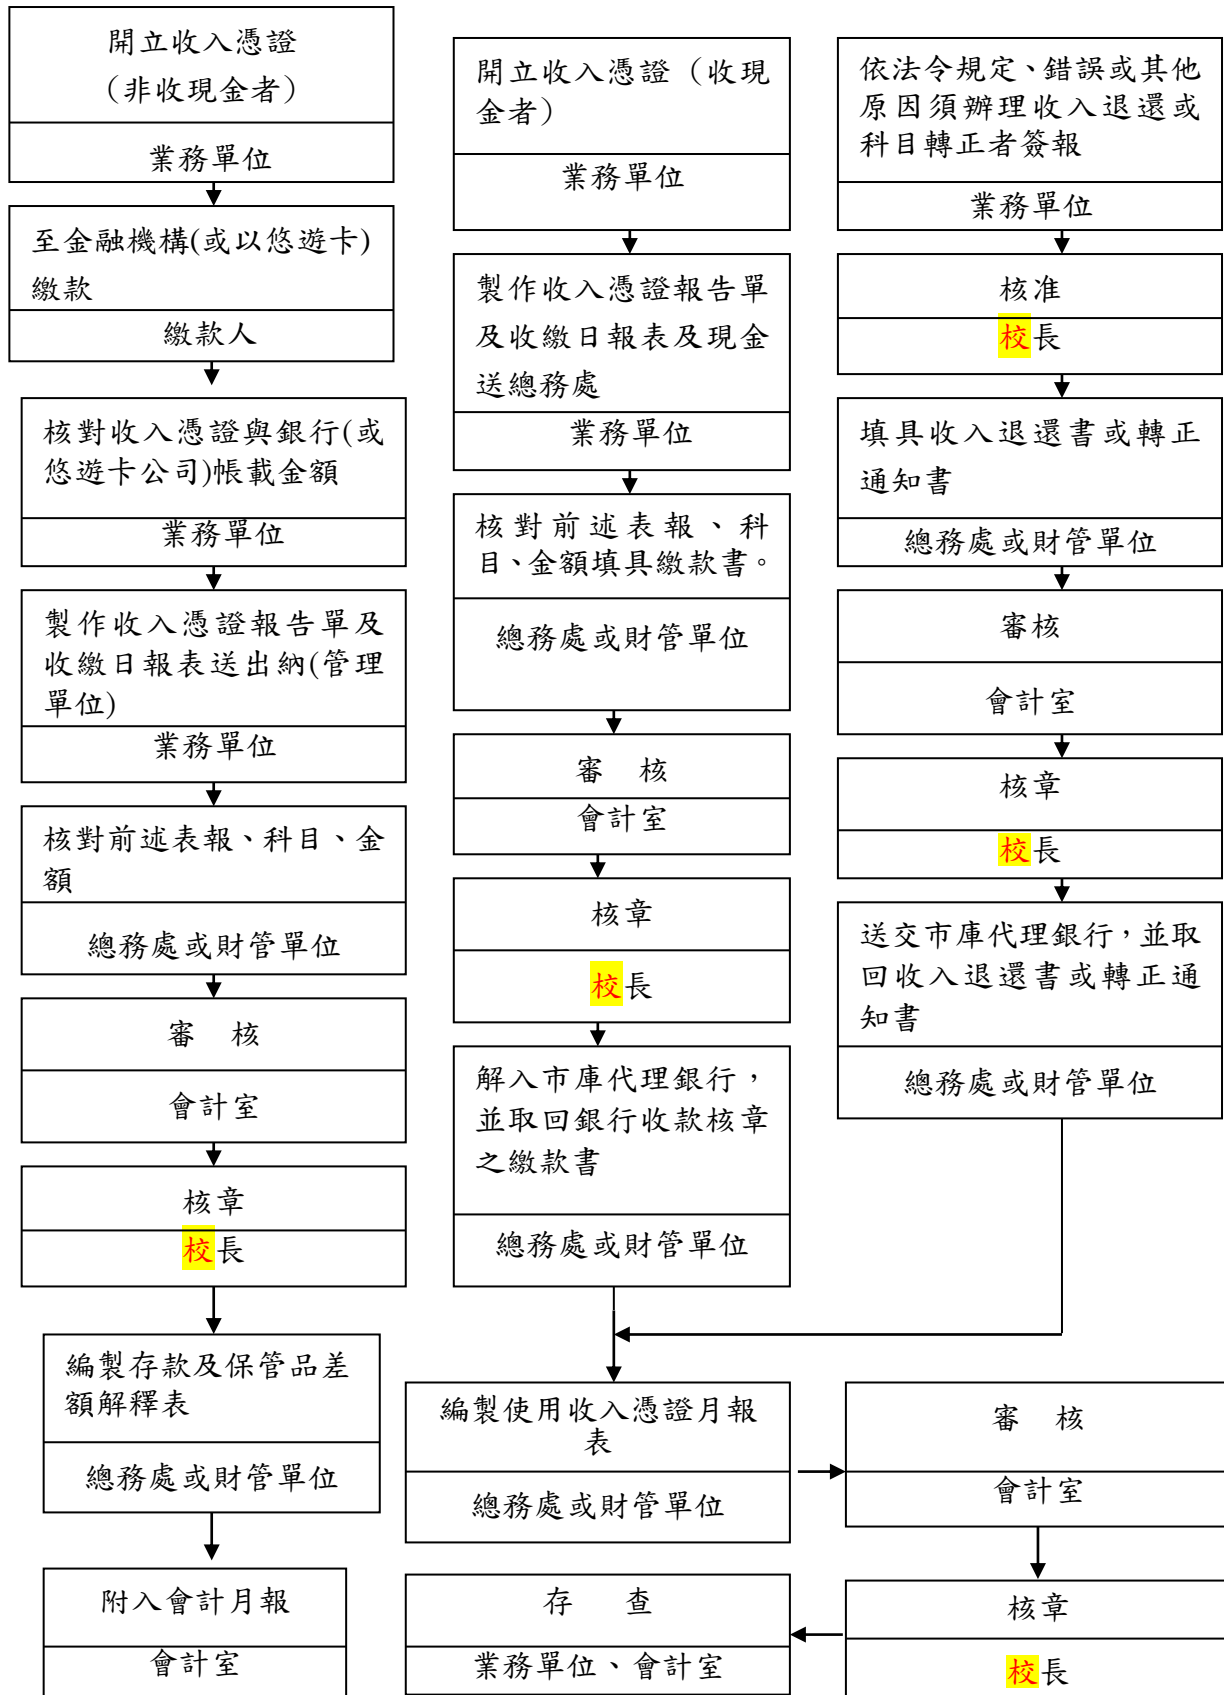 開立收入憑證
（非收現金者）
業務單位
至金融機構(或以悠遊卡)
繳款
繳款人
核對收入憑證與銀行(或
悠遊卡公司)帳載金額
業務單位
製作收入憑證報告單及
收繳日報表送出納(管理
單位)
業務單位
核對前述表報、科目、金
額
總務處或財管單位
審　核
會計室
核章
校長
編製存款及保管品差
額解釋表
總務處或財管單位
附入會計月報
會計室
開立收入憑證（收現
金者）
業務單位
製作收入憑證報告單
及收繳日報表及現金
送總務處
業務單位
核對前述表報、科
目、金額填具繳款書。
總務處或財管單位
審　核
會計室
核章
校長
解入市庫代理銀行，
並取回銀行收款核章
之繳款書
總務處或財管單位
依法令規定、錯誤或其他
原因須辦理收入退還或
科目轉正者簽報
業務單位
核准
校長
填具收入退還書或轉正
通知書
總務處或財管單位
審核
會計室
核章
校長
送交市庫代理銀行，並取
回收入退還書或轉正通
知書
總務處或財管單位
編製使用收入憑證月報
表
總務處或財管單位
審　核
會計室
核章
校長
存　查
業務單位、會計室